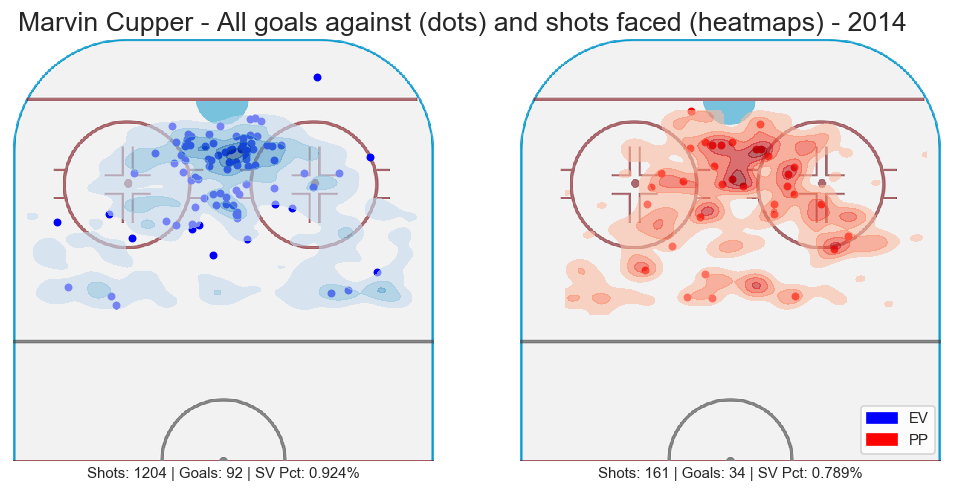 Marvin Cupper - All goals against (dots) and shots faced (heatmaps) - 2014
EV
PP
Shots: 1204 | Goals: 92 | SV Pct: 0.924%
Shots: 161 | Goals: 34 | SV Pct: 0.789%